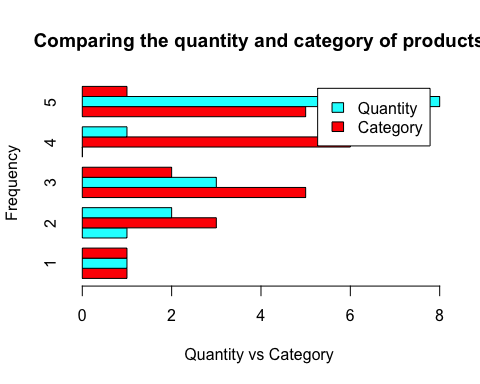 Comparing the quantity and category of products
Quantity
Category
5
4
3
2
1
Frequency
0 2 4 6 8
Quantity vs Category